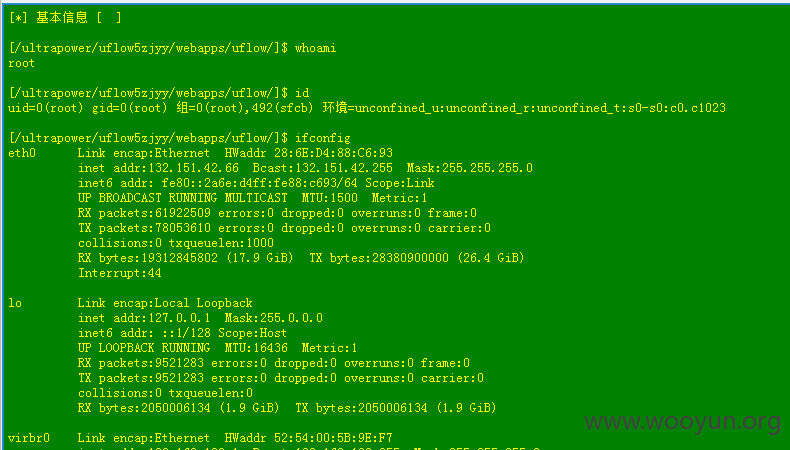 [*] 基本信息 [ ]
[/ultrapower/uflow5zjyy/webapps/uflow/]$ whoami
root
[/ultrapower/uflow5zjyy/webapps/uflow/]$ id
uid=0(root) gid=0(root) 组=0(root),492(sfcb) 环境=unconfined_u:unconfined_r:unconfined_t:s0-s0:c0.c1023
[/ultrapower/uflow5zjyy/webapps/uflow/]$ ifconfig
eth0 Link encap:Ethernet HWaddr 28:6E:D4:88:C6:93
inet addr:132.151.42.66 Bcast:132.151.42.255 Mask:255.255.255.0
inet6 addr: fe80::2a6e:d4ff:fe88:c693/64 Scope:Link
UP BROADCAST RUNNING MULTICAST MTU:1500 Metric:1
RX packets:61922509 errors:0 dropped:0 overruns:0 frame:0
TX packets:78053610 errors:0 dropped:0 overruns:0 carrier:0
collisions:0 txqueuelen:1000
RX bytes:19312845802 (17.9 GiB) TX bytes:28380900000 (26.4 GiB)
Interrupt:44
lo Link encap:Local Loopback
inet addr:127.0.0.1 Mask:255.0.0.0
inet6 addr: ::1/128 Scope:Host
UP LOOPBACK RUNNING MTU:16436 Metric:1
RX packets:9521283 errors:0 dropped:0 overruns:0 frame:0
TX packets:9521283 errors:0 dropped:0 overruns:0 carrier:0
collisions:0 txqueuelen:0
RX bytes:2050006134 (1.9 GiB) TX bytes:2050006134 (1.9 GiB)
www.wooyun.org
virbr0 Link encap:Ethernet HWaddr 52:54:00:5B:9E:F7